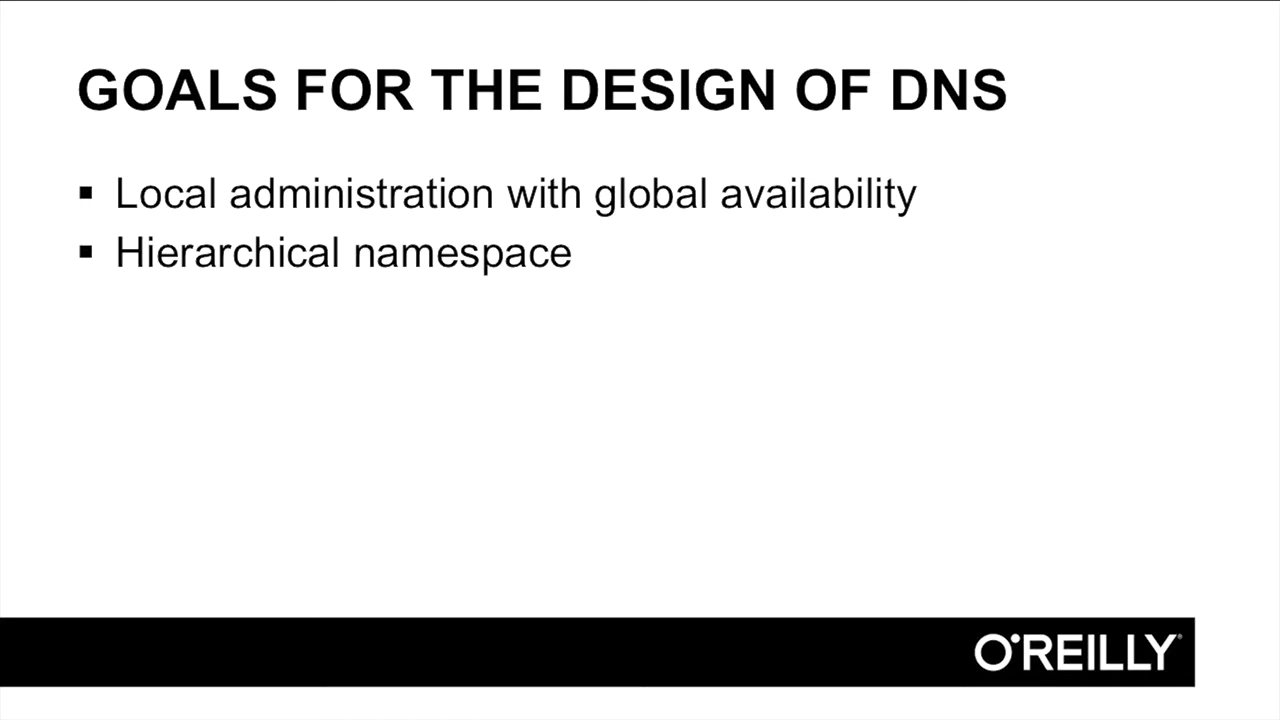 GOALS FOR THE DESIGN OF DNS
▪ Local administration with global availability
▪ Hierarchical namespace
O'REILLY®